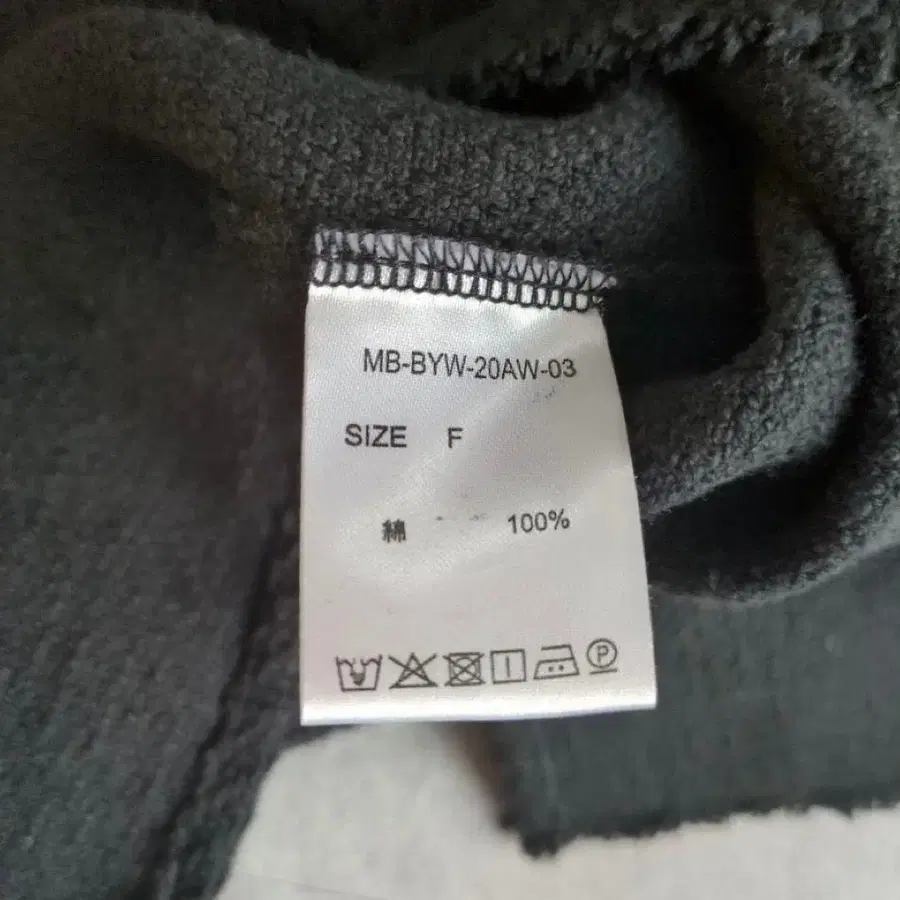 MB-BYW-20AW-03
SIZE F
綿 100%
P